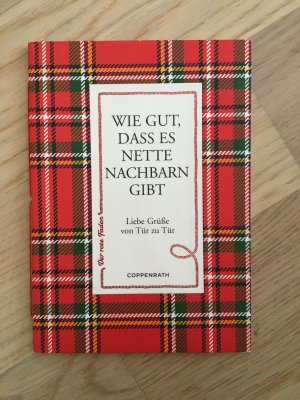 WIE GUT,
DASS ES
NETTE
NACHBARN
GIBT
Liebe Grüße
von Tür zu Tür
Der rote Faden
COPPENRATH